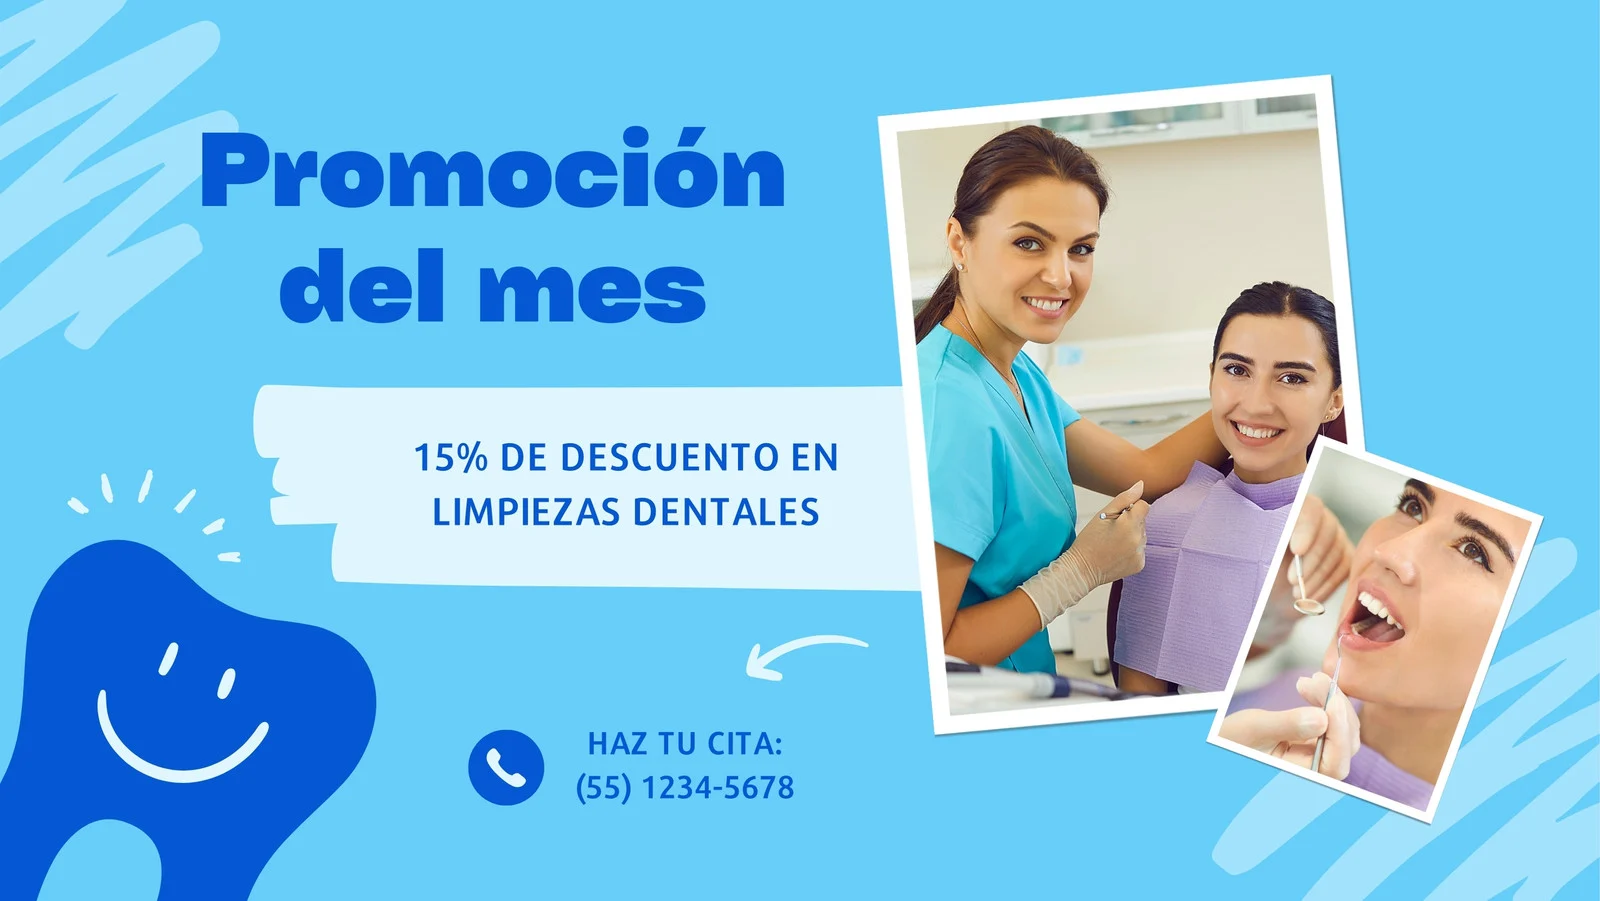 Promoción
del mes
15% DE DESCUENTO EN
LIMPIEZAS DENTALES
HAZ TU CITA:
(55) 1234-5678